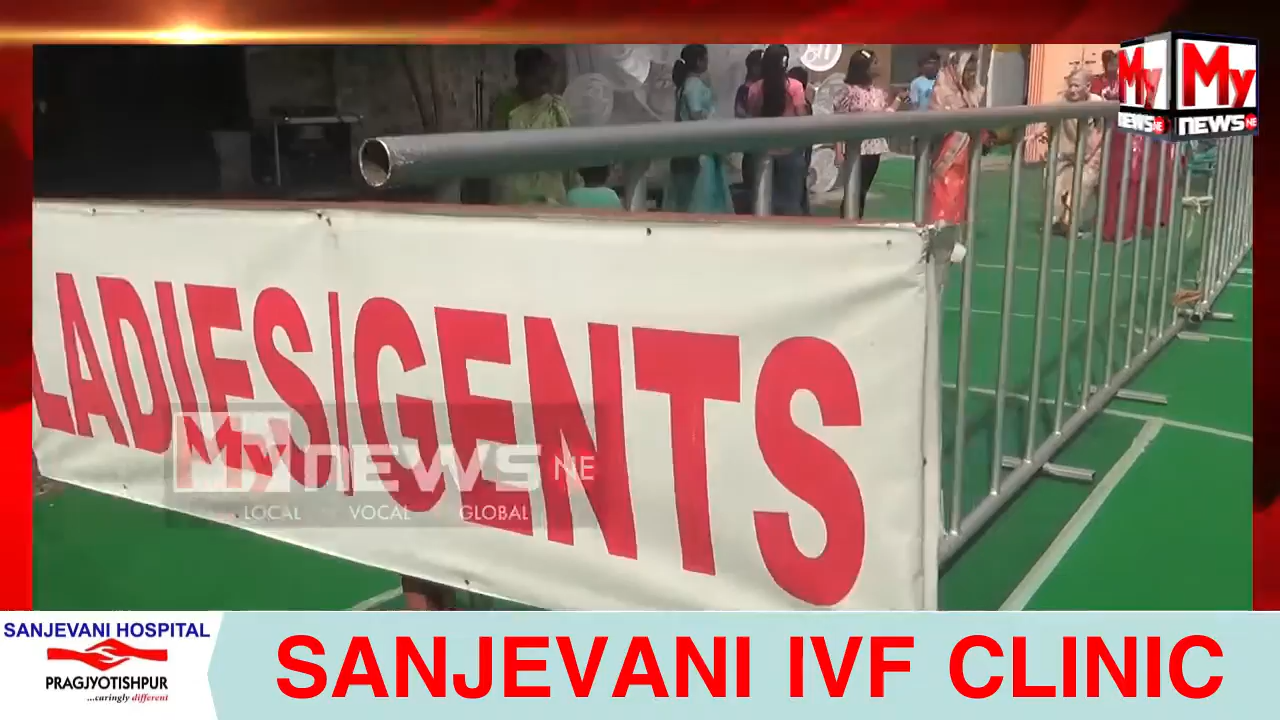 My My
NEWS NE NEWS NE
LADIES/GENTS
My NEWS NE
LOCAL VOCAL GLOBAL
SANJEVANI HOSPITAL
PRAGJYOTISHPUR
...caringly different
SANJEVANI IVF CLINIC